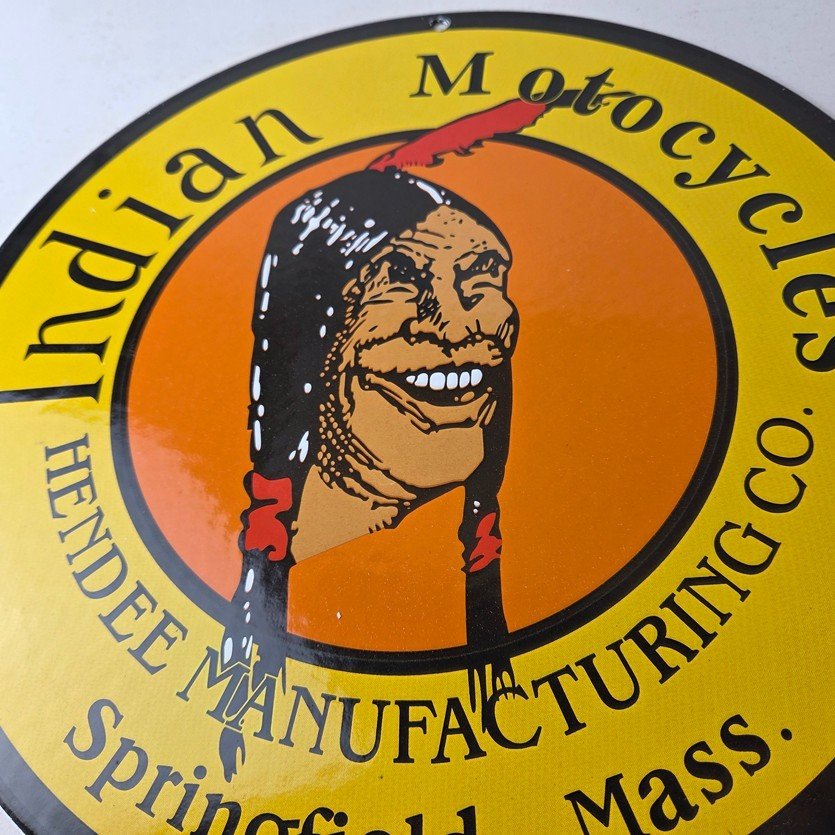 Indian Motocycles
HENDEE MANUFACTURING CO.
Springfield, Mass.